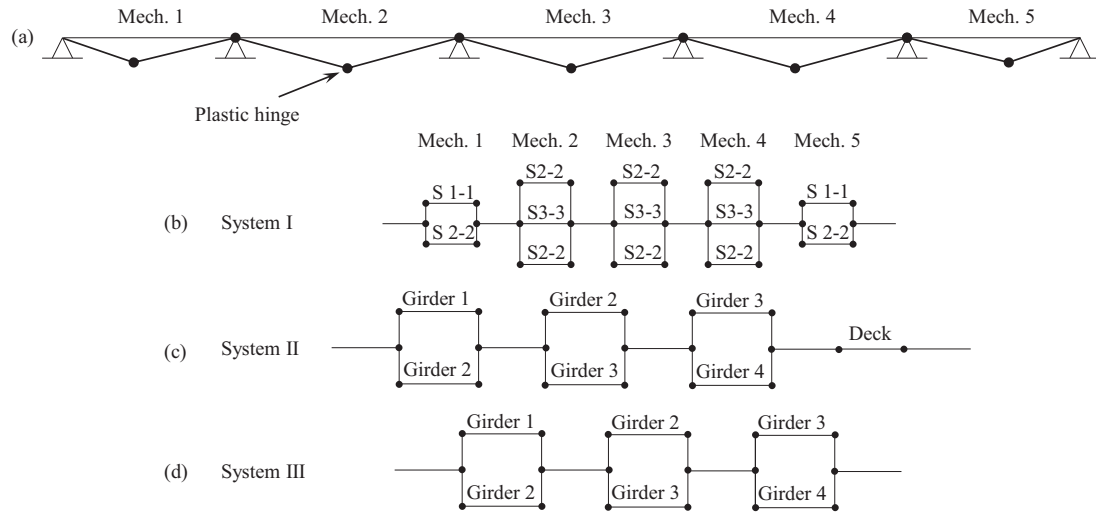 Mech. 1 Mech. 2 Mech. 3 Mech. 4 Mech. 5
(a)
Plastic hinge
Mech. 1 Mech. 2 Mech. 3 Mech. 4 Mech. 5
S2-2 S2-2 S2-2
S 1-1 S 1-1
(b) System I S3-3 S3-3 S3-3
S 2-2 S 2-2
S2-2 S2-2 S2-2
Girder 1 Girder 2 Girder 3
(c) System II Deck
Girder 2 Girder 3 Girder 4
Girder 1 Girder 2 Girder 3
(d) System III
Girder 2 Girder 3 Girder 4